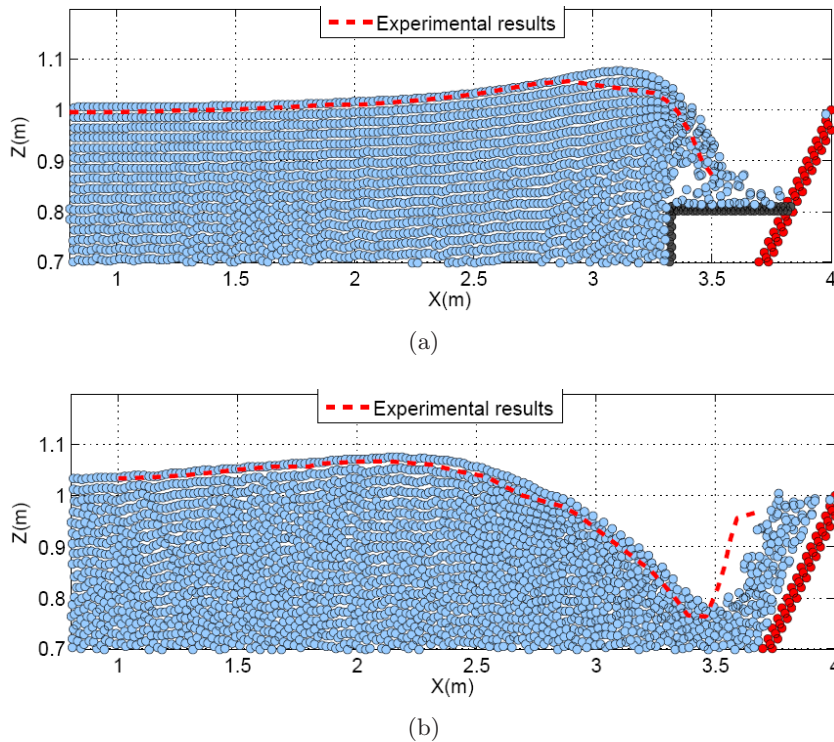 Experimental results
1.1
1
0.9
0.8
0.7
Z(m)
1 1.5 2 2.5 3 3.5 4
X(m)
(a)
Experimental results
1.1
1
0.9
0.8
0.7
Z(m)
1 1.5 2 2.5 3 3.5 4
X(m)
(b)